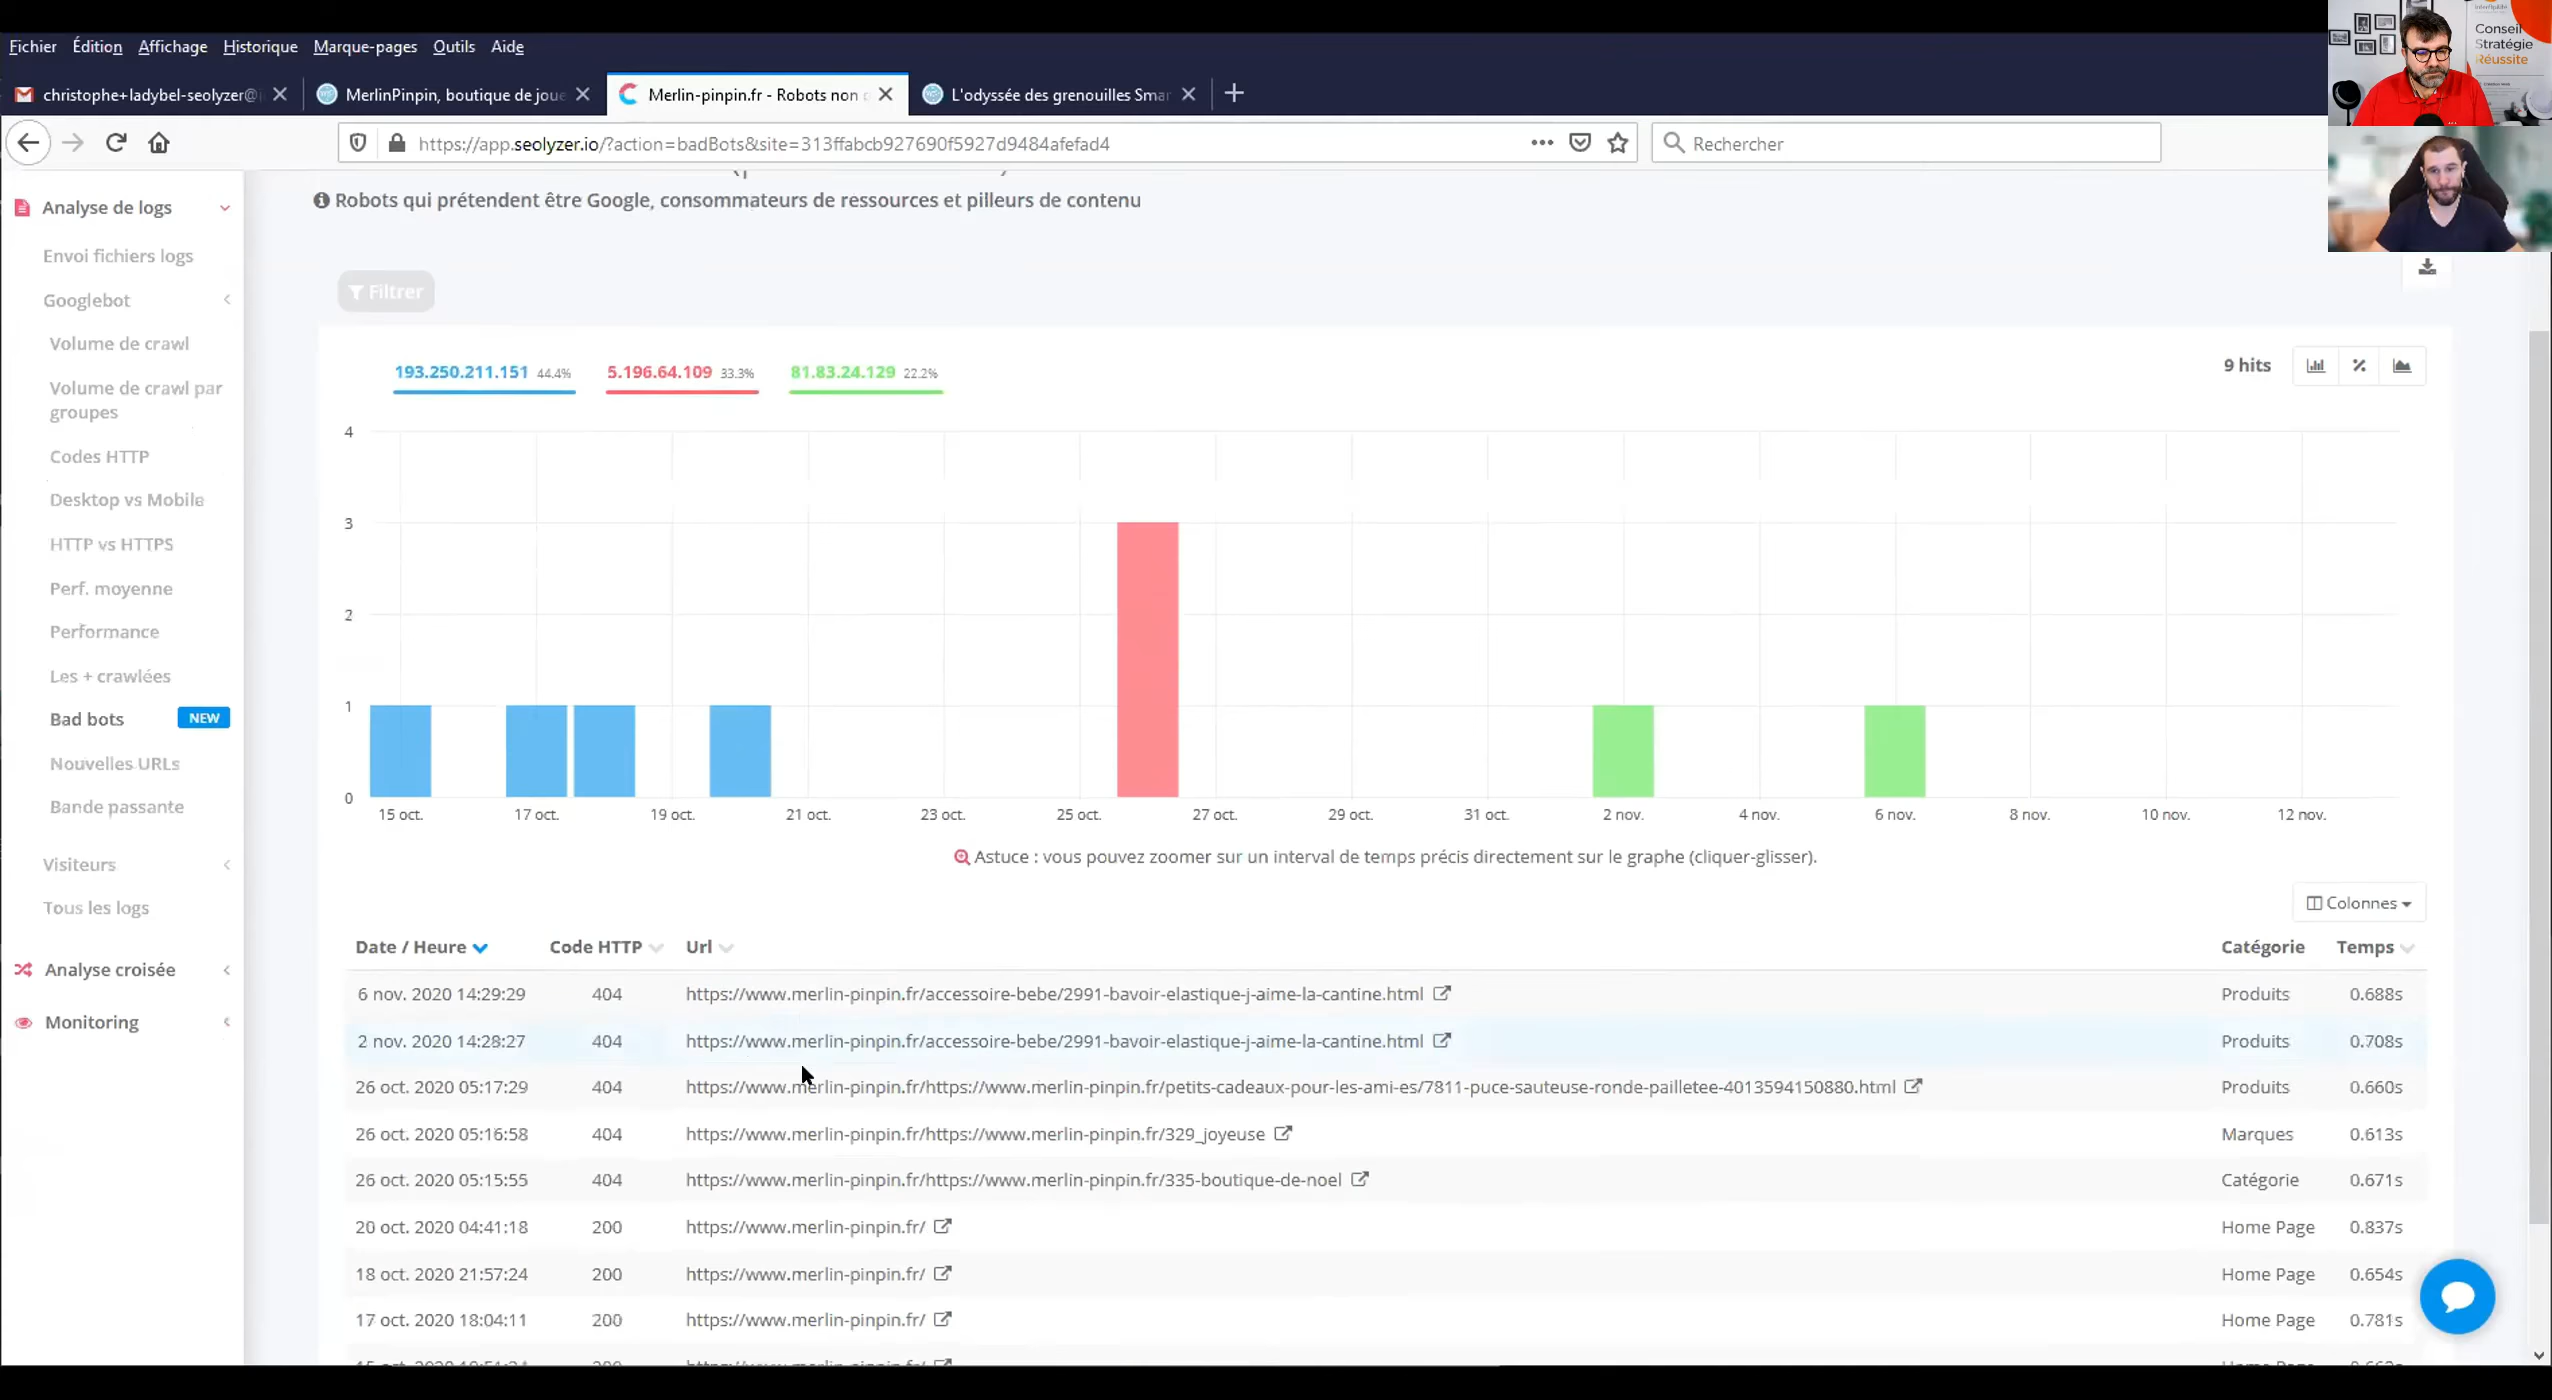 Fichier Édition Affichage Historique Marque-pages Outils Aide
Conseil
Stratégie
Réussite
christophe+ladybel-seolyzer@
MerlinPinpin, boutique de joue
Merlin-pinpin.fr - Robots non
L'odyssée des grenouilles Smar
https://app.seolyzer.io/?action=badBots&site=313ffabcb927690f5927d9484afefad4
Rechercher
Analyse de logs
Envoi fichiers logs
Googlebot
Volume de crawl
Volume de crawl par
groupes
Codes HTTP
Desktop vs Mobile
HTTP vs HTTPS
Perf. moyenne
Performance
Les + crawlées
Bad bots NEW
Nouvelles URLs
Bande passante
Visiteurs
Tous les logs
Analyse croisée
Monitoring
Robots qui prétendent être Google, consommateurs de ressources et pilleurs de contenu
Filtrer
193.250.211.151 44.4% 5.196.64.109 33.3% 81.83.24.129 22.2%
9 hits
4
3
2
1
0
15 oct. 17 oct. 19 oct. 21 oct. 23 oct. 25 oct. 27 oct. 29 oct. 31 oct. 2 nov. 4 nov. 6 nov. 8 nov. 10 nov. 12 nov.
Astuce : vous pouvez zoomer sur un interval de temps précis directement sur le graphe (cliquer-glisser).
Colonnes
Date / Heure Code HTTP Url Catégorie Temps
6 nov. 2020 14:29:29 404 https://www.merlin-pinpin.fr/accessoire-bebe/2991-bavoir-elastique-j-aime-la-cantine.html Produits 0.688s
2 nov. 2020 14:28:27 404 https://www.merlin-pinpin.fr/accessoire-bebe/2991-bavoir-elastique-j-aime-la-cantine.html Produits 0.708s
26 oct. 2020 05:17:29 404 https://www.merlin-pinpin.fr/https://www.merlin-pinpin.fr/petits-cadeaux-pour-les-ami-es/7811-puce-sauteuse-ronde-pailletee-4013594150880.html Produits 0.660s
26 oct. 2020 05:16:58 404 https://www.merlin-pinpin.fr/https://www.merlin-pinpin.fr/329_joyeuse Marques 0.613s
26 oct. 2020 05:15:55 404 https://www.merlin-pinpin.fr/https://www.merlin-pinpin.fr/335-boutique-de-noel Catégorie 0.671s
20 oct. 2020 04:41:18 200 https://www.merlin-pinpin.fr/ Home Page 0.837s
18 oct. 2020 21:57:24 200 https://www.merlin-pinpin.fr/ Home Page 0.654s
17 oct. 2020 18:04:11 200 https://www.merlin-pinpin.fr/ Home Page 0.781s